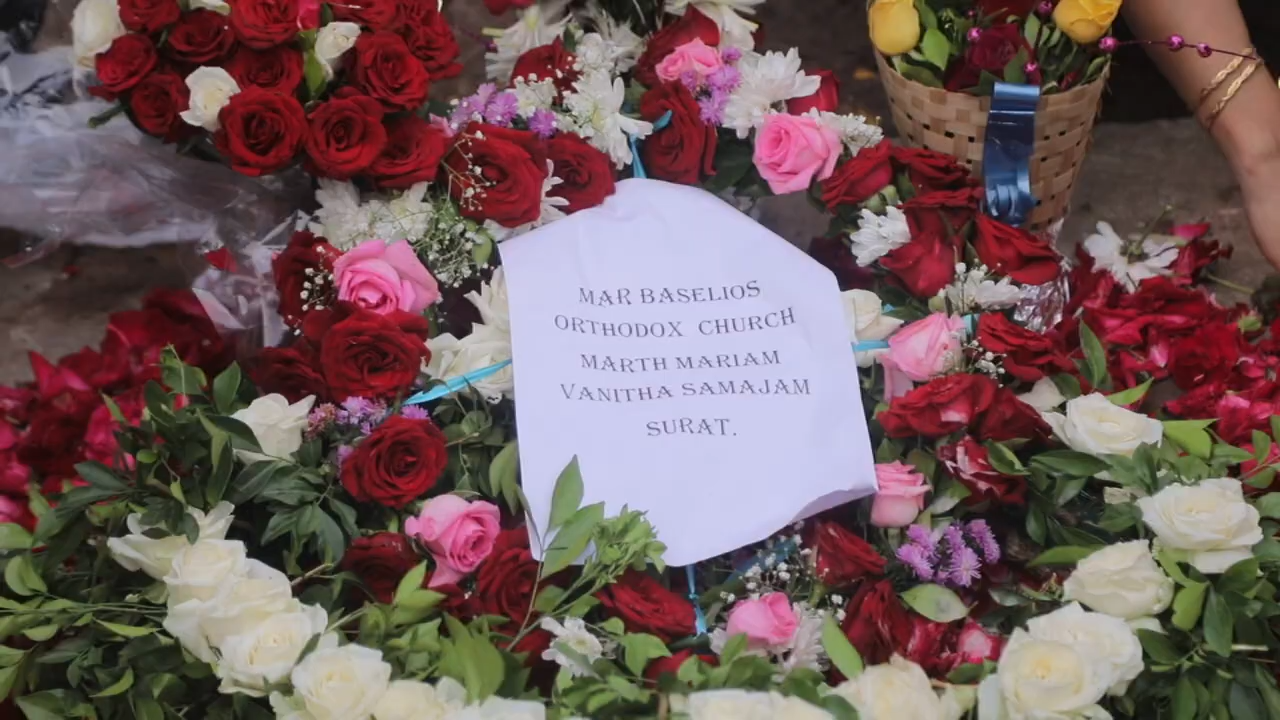 MAR BASELIOS
ORTHODOX CHURCH
MARTH MARIAM
VANITHA SAMAJAM
SURAT.